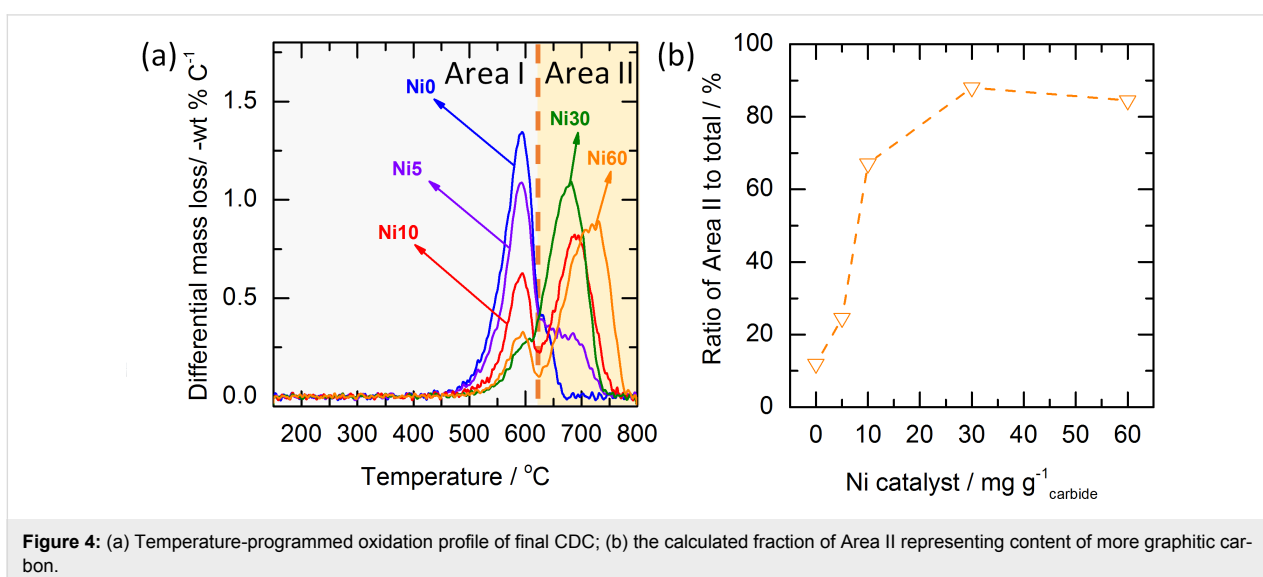 (a)
Area I
Area II
Ni0
Ni5
Ni10
Ni30
Ni60
1.5
1.0
0.5
0.0
Differential mass loss/ -wt % C⁻¹
200 300 400 500 600 700 800
Temperature / °C
(b)
100
80
60
40
20
0
Ratio of Area II to total / %
0 10 20 30 40 50 60
Ni catalyst / mg g⁻¹carbide
Figure 4: (a) Temperature-programmed oxidation profile of final CDC; (b) the calculated fraction of Area II representing content of more graphitic car-
bon.